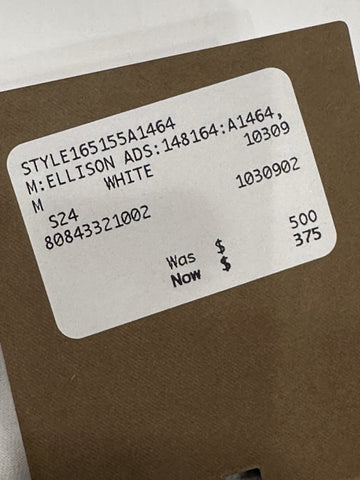 STYLE165155A1464
M:ELLISON ADS:148164:A1464,
M WHITE 10309
S24
80843321002 1030902
Was $ 500
Now $ 375